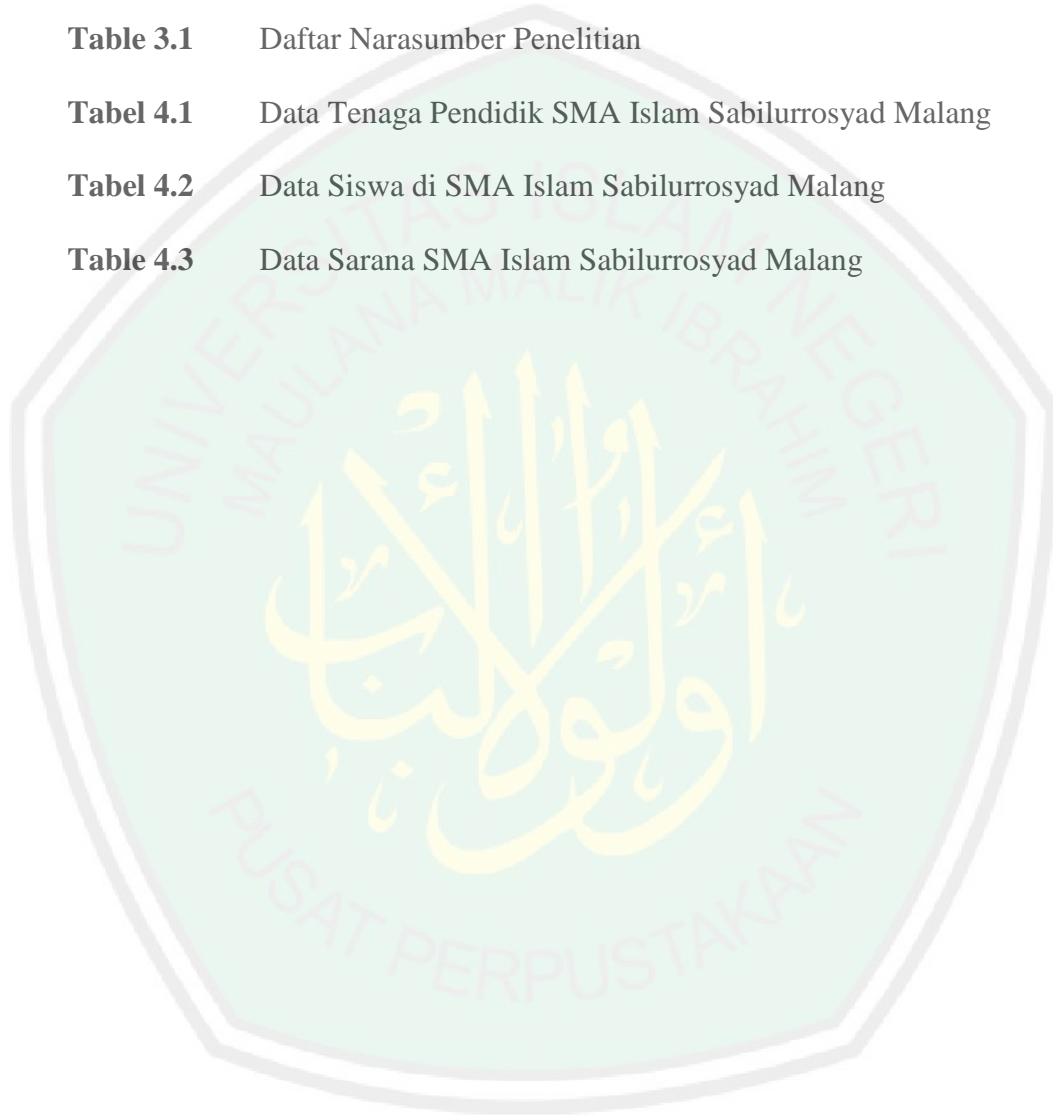 Table 3.1 Daftar Narasumber Penelitian
Tabel 4.1 Data Tenaga Pendidik SMA Islam Sabilurrosyad Malang
Tabel 4.2 Data Siswa di SMA Islam Sabilurrosyad Malang
Table 4.3 Data Sarana SMA Islam Sabilurrosyad Malang
UNIVERSITAS ISLAM NEGERI
MAULANA MALIK IBRAHIM
أولوا الألباب
PUSAT PERPUSTAKAAN